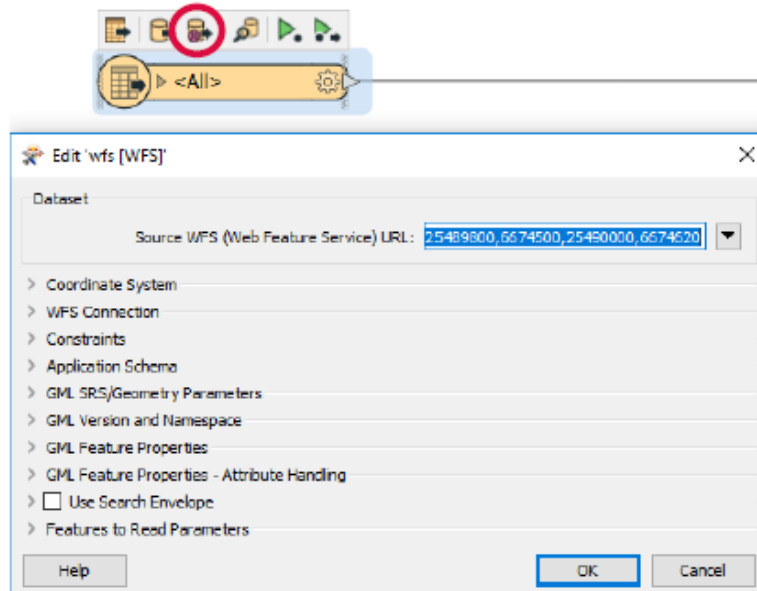 <All>
Edit 'wfs [WFS]'
Dataset
Source WFS (Web Feature Service) URL: 25489800,6674500,25490000,6674620
Coordinate System
WFS Connection
Constraints
Application Schema
GML SRS/Geometry Parameters
GML Version and Namespace
GML Feature Properties
GML Feature Properties - Attribute Handling
Use Search Envelope
Features to Read Parameters
Help OK Cancel